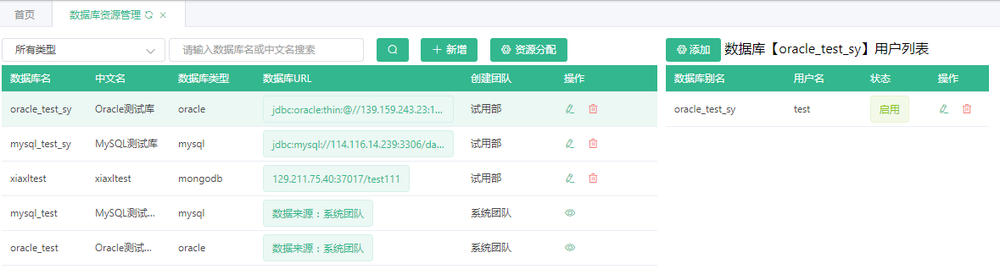 首页 数据库资源管理
所有类型 请输入数据库名或中文名搜索 新增 资源分配
数据库名 中文名 数据库类型 数据库URL 创建团队 操作
oracle_test_sy Oracle测试库 oracle jdbc:oracle:thin:@//139.159.243.23:1... 试用部
mysql_test_sy MySQL测试库 mysql jdbc:mysql://114.116.14.239:3306/da... 试用部
xiaxltest xiaxltest mongodb 129.211.75.40:37017/test111 试用部
mysql_test MySQL测试... mysql 数据来源：系统团队 系统团队
oracle_test Oracle测试... oracle 数据来源：系统团队 系统团队
添加 数据库【oracle_test_sy】用户列表
数据库别名 用户名 状态 操作
oracle_test_sy test 启用